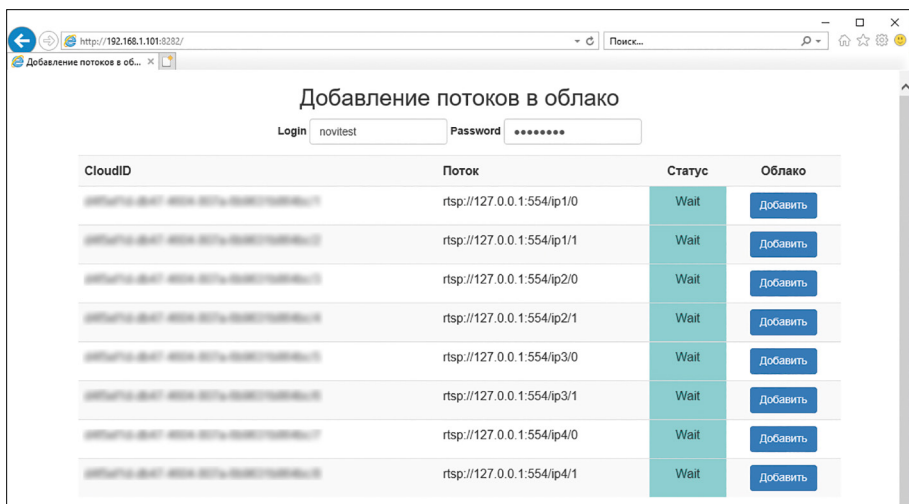 http://192.168.1.101:8282/
Поиск...
Добавление потоков в об...
Добавление потоков в облако
Login novitest Password ••••••••
CloudID Поток Статус Облако
rtsp://127.0.0.1:554/ip1/0 Wait Добавить
rtsp://127.0.0.1:554/ip1/1 Wait Добавить
rtsp://127.0.0.1:554/ip2/0 Wait Добавить
rtsp://127.0.0.1:554/ip2/1 Wait Добавить
rtsp://127.0.0.1:554/ip3/0 Wait Добавить
rtsp://127.0.0.1:554/ip3/1 Wait Добавить
rtsp://127.0.0.1:554/ip4/0 Wait Добавить
rtsp://127.0.0.1:554/ip4/1 Wait Добавить